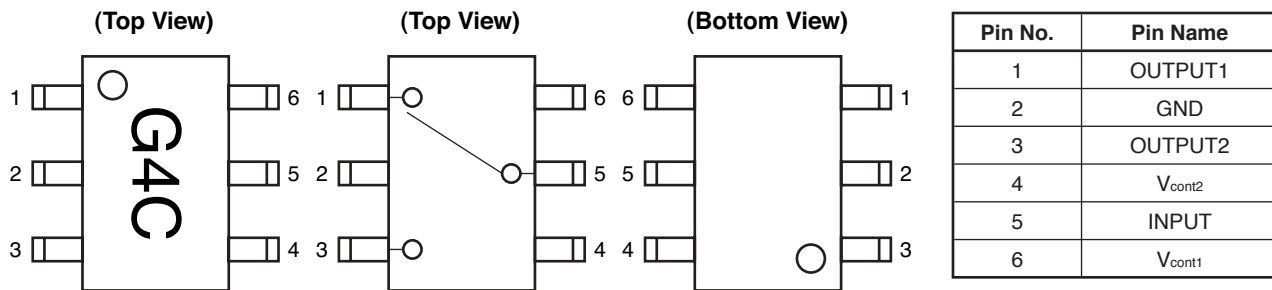 (Top View)
1
2
3
G4C
6
5
4
(Top View)
1
2
3
6
5
4
(Bottom View)
6
5
4
1
2
3
Pin No. Pin Name
1 OUTPUT1
2 GND
3 OUTPUT2
4 Vcont2
5 INPUT
6 Vcont1